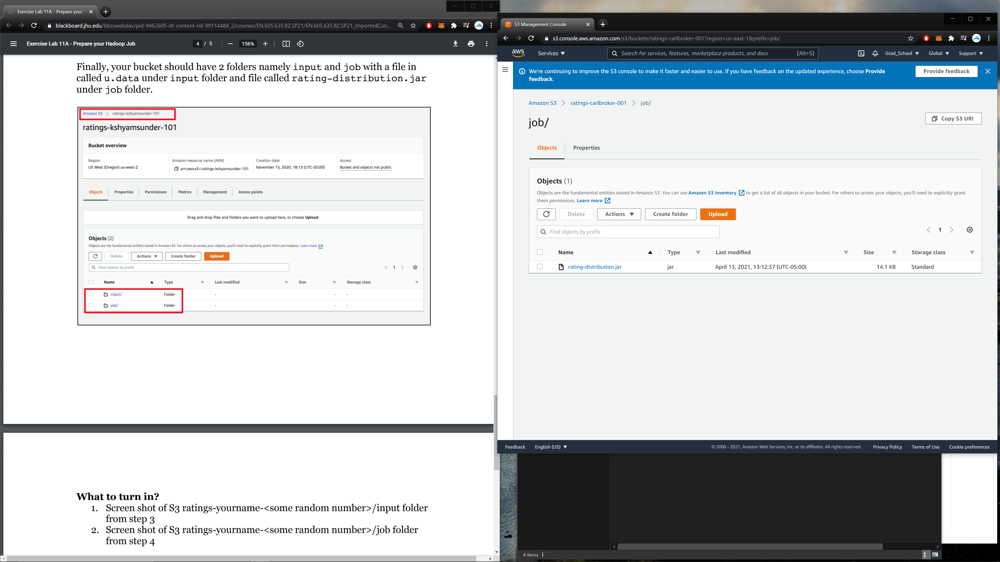 Exercise Lab 11A - Prepare your
blackboard.jhu.edu/bbcswebdav/pid-9462605-dt-content-rid-99114484_2/courses/EN.605.635.82.SP21/EN.605.635.82.SP21_ImportedCon...
Exercise Lab 11A - Prepare your Hadoop Job
4 / 5
156%
Finally, your bucket should have 2 folders namely input and job with a file in
called u.data under input folder and file called rating-distribution.jar
under job folder.
Amazon S3 > ratings-kshyamsunder-101
ratings-kshyamsunder-101
Bucket overview
Region Amazon resource name (ARN) Creation date Access
US West (Oregon) us-west-2 arn:aws:s3:::ratings-kshyamsunder-101 November 15, 2020, 18:13 (UTC-05:00) Bucket and objects not public
Objects Properties Permissions Metrics Management Access points
Drag and drop files and folders you want to upload here, or choose Upload.
Objects (2)
Objects are the fundamental entities stored in Amazon S3. For others to access your objects, you'll need to explicitly grant them permissions. Learn more
Delete Actions Create folder Upload
Find objects by prefix
1
Name Type Last modified Size Storage class
input/ Folder - - -
job/ Folder - - -
What to turn in?
1. Screen shot of S3 ratings-yourname-<some random number>/input folder
from step 3
2. Screen shot of S3 ratings-yourname-<some random number>/job folder
from step 4
S3 Management Console
s3.console.aws.amazon.com/s3/buckets/ratings-carlbroker-001?region=us-east-1&prefix=job/
aws Services Search for services, features, marketplace products, and docs [Alt+S] Grad_School Global Support
We're continuing to improve the S3 console to make it faster and easier to use. If you have feedback on the updated experience, choose Provide
feedback.
Provide feedback
Amazon S3 > ratings-carlbroker-001 > job/
job/
Copy S3 URI
Objects Properties
Objects (1)
Objects are the fundamental entities stored in Amazon S3. You can use Amazon S3 inventory to get a list of all objects in your bucket. For others to access your objects, you'll need to explicitly grant
them permissions. Learn more
Delete Actions Create folder Upload
Find objects by prefix
1
Name Type Last modified Size Storage class
rating-distribution.jar jar April 13, 2021, 13:12:37 (UTC-05:00) 14.1 KB Standard
Feedback English (US) © 2008 - 2021, Amazon Web Services, Inc. or its affiliates. All rights reserved. Privacy Policy Terms of Use Cookie preferences
4 items